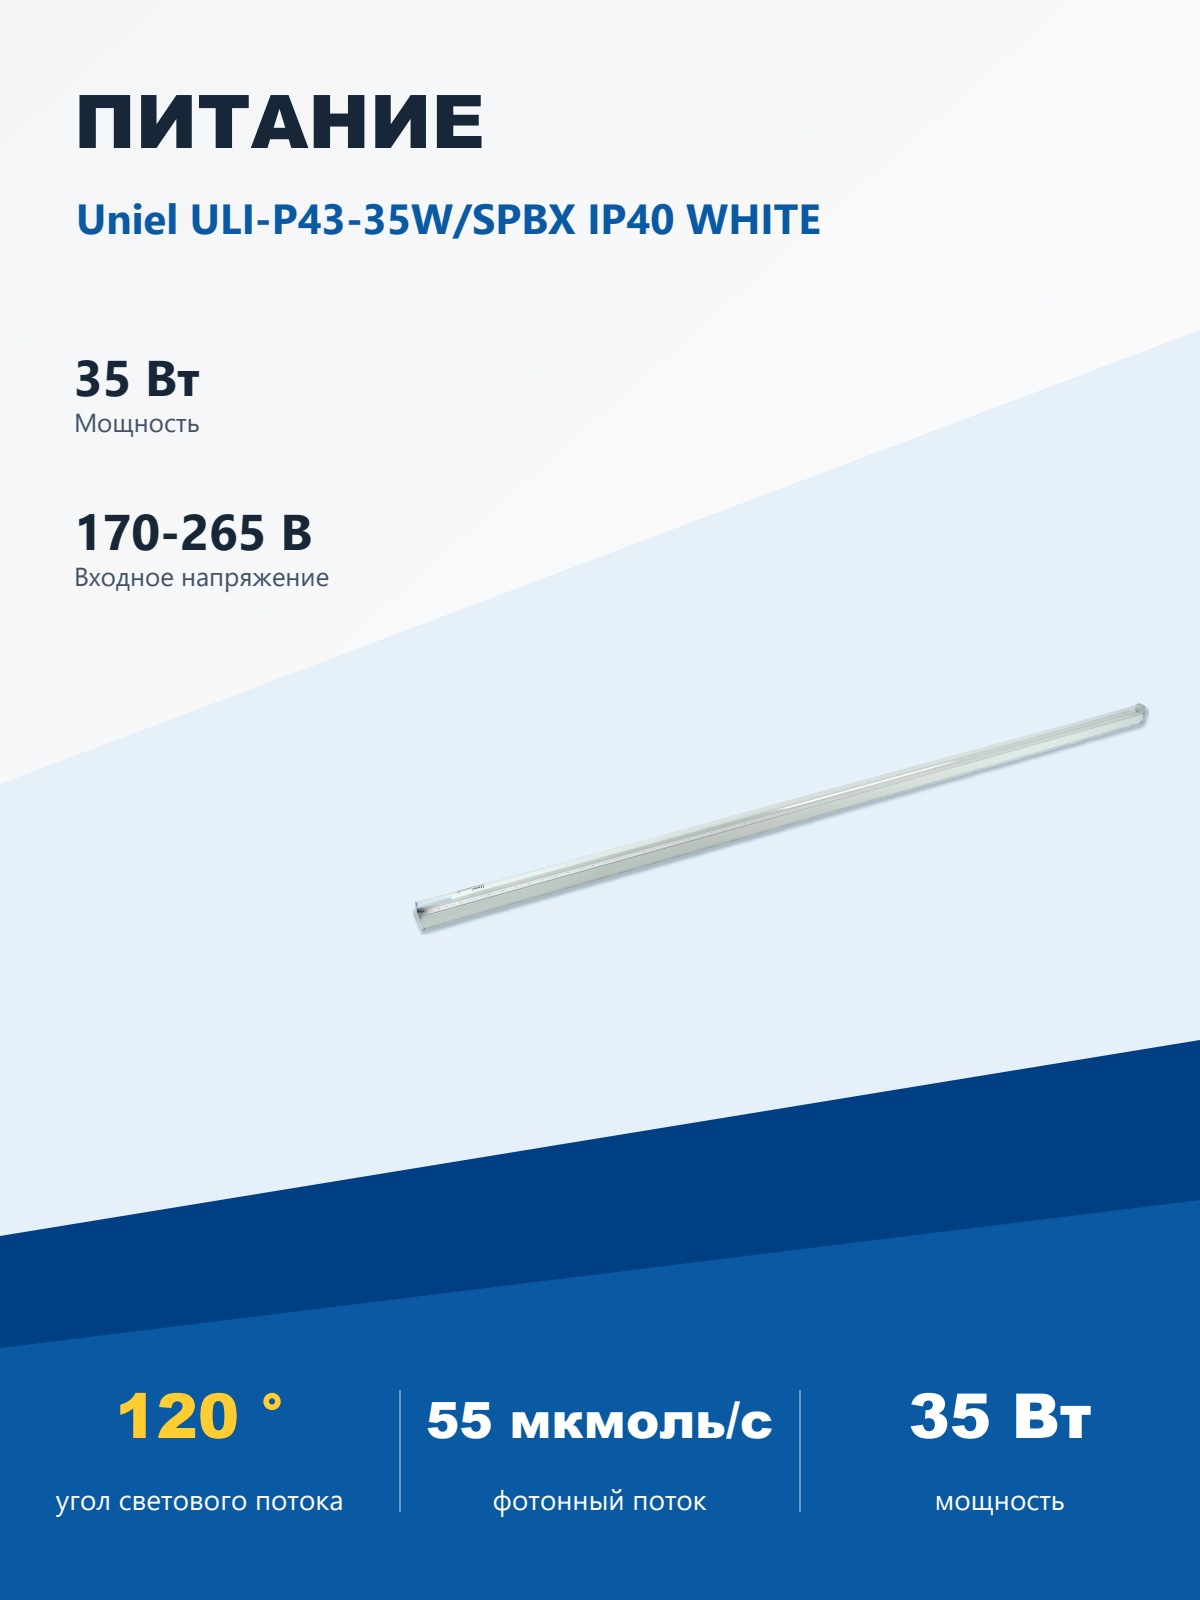 ПИТАНИЕ
Uniel ULI-P43-35W/SPBX IP40 WHITE
35 Вт
Мощность
170-265 В
Входное напряжение
120 °
угол светового потока
55 мкмоль/с
фотонный поток
35 Вт
мощность